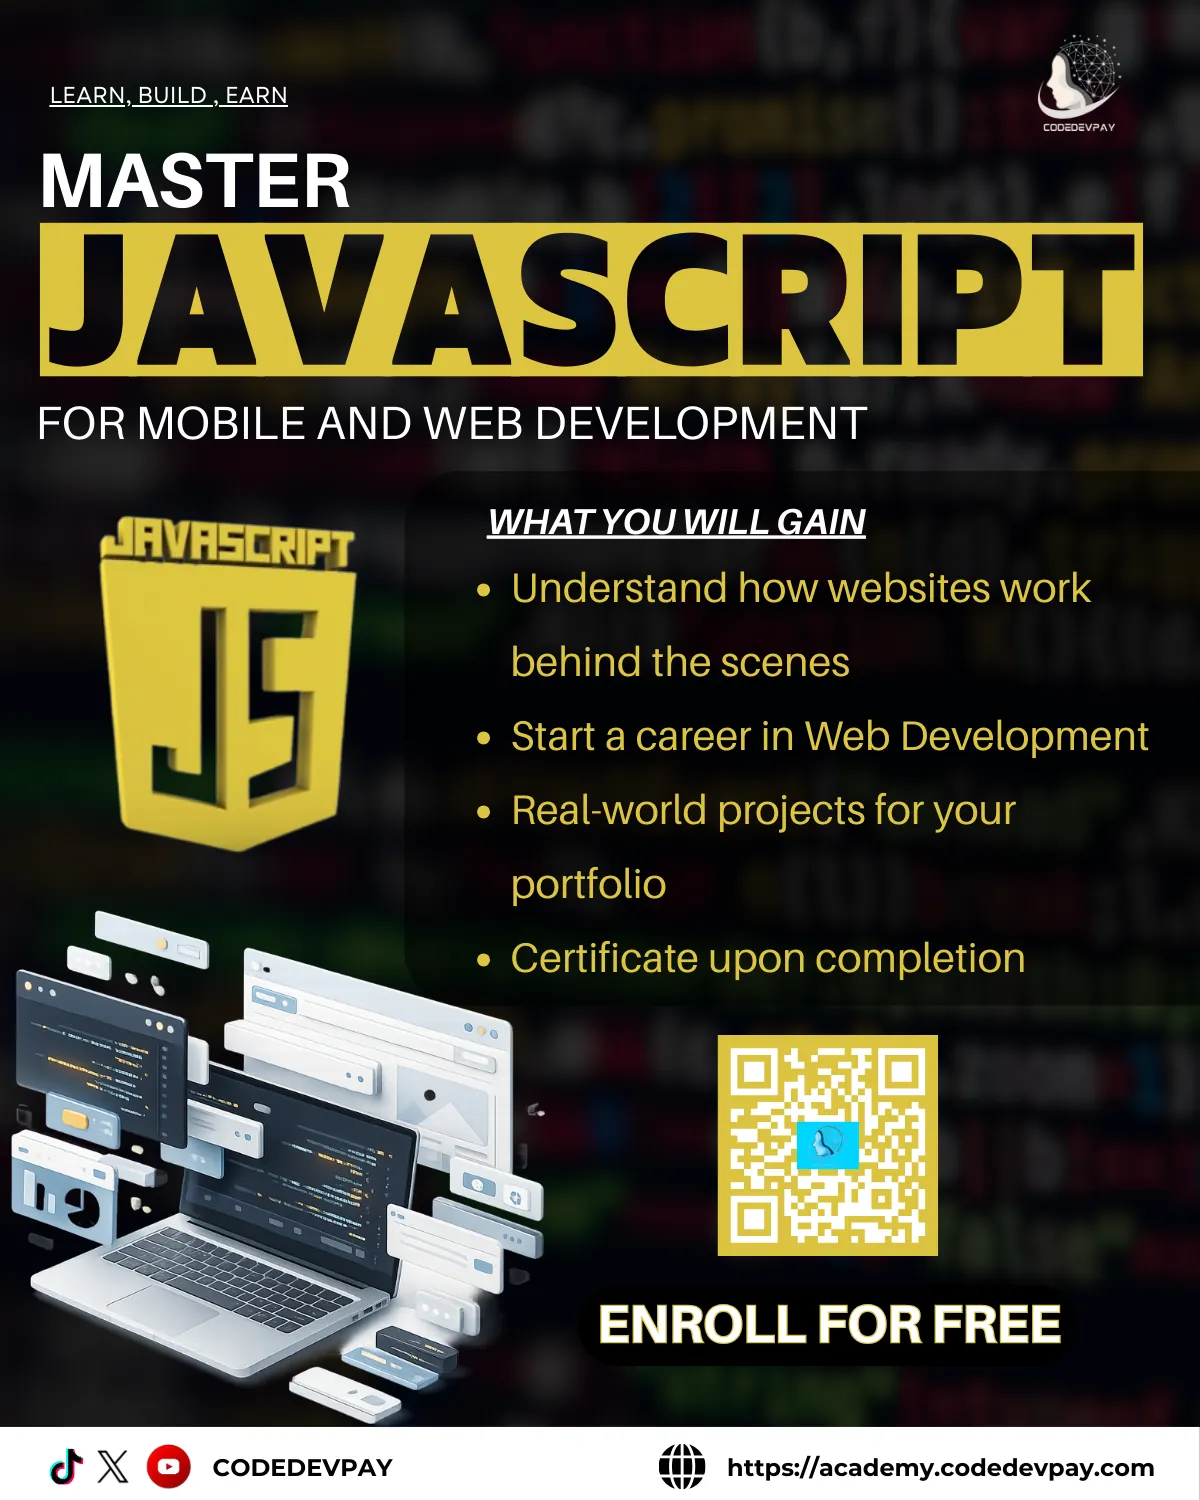 LEARN, BUILD , EARN
CODEDEVPAY
MASTER
JAVASCRIPT
FOR MOBILE AND WEB DEVELOPMENT
JAVASCRIPT
JS
WHAT YOU WILL GAIN
• Understand how websites work
behind the scenes
• Start a career in Web Development
• Real-world projects for your
portfolio
• Certificate upon completion
ENROLL FOR FREE
CODEDEVPAY
https://academy.codedevpay.com